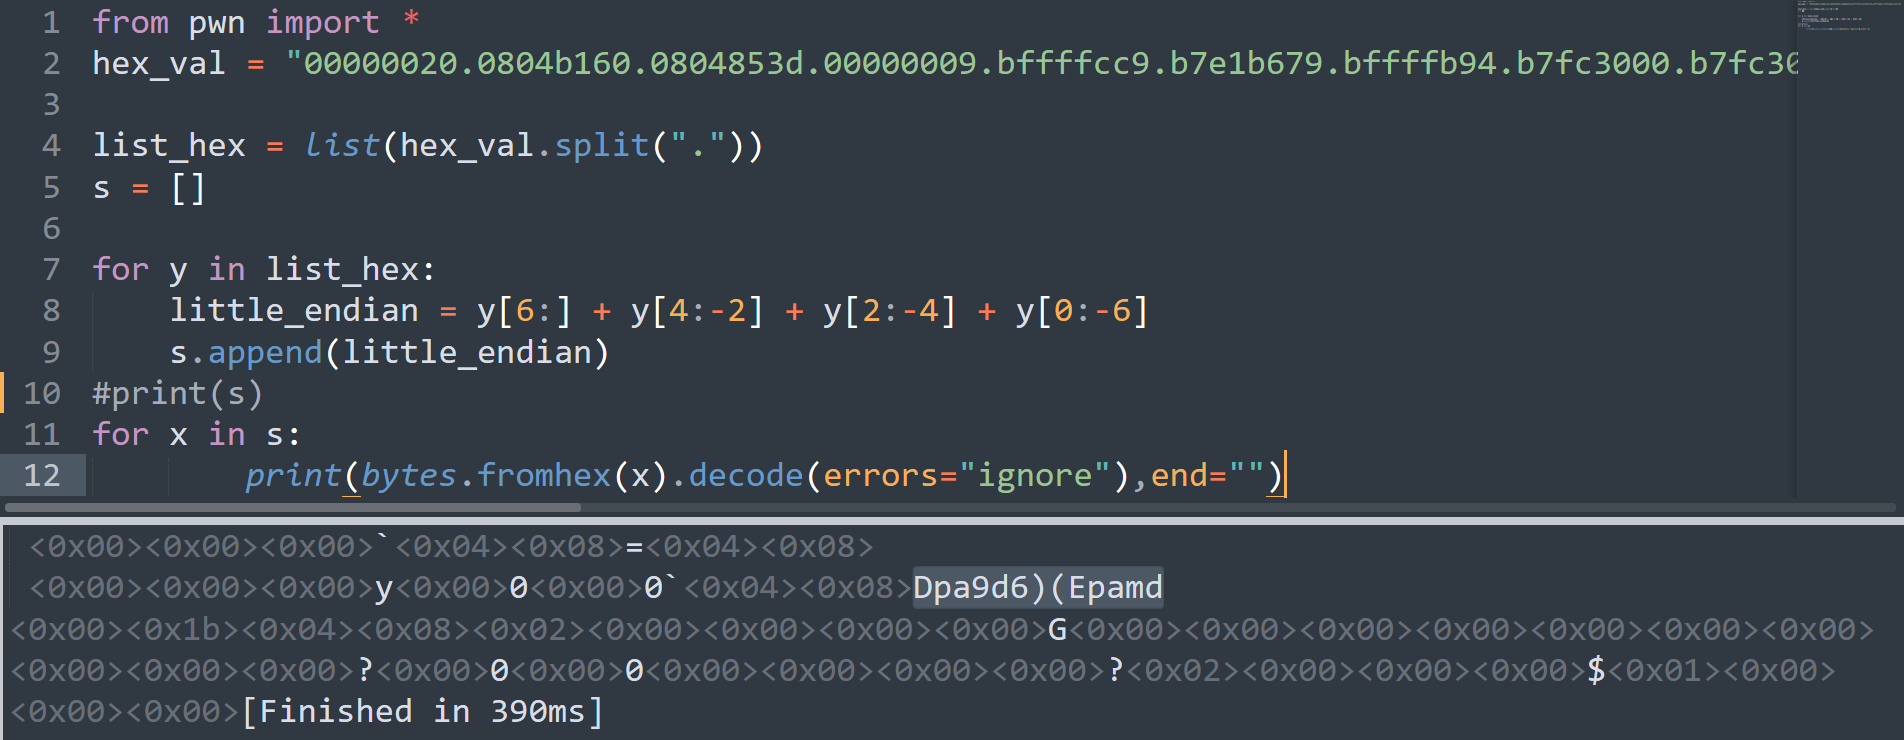 1 from pwn import *
2 hex_val = "00000020.0804b160.0804853d.00000009.bffffcc9.b7e1b679.bffffb94.b7fc3000.b7fc30
3
4 list_hex = list(hex_val.split("."))
5 s = []
6
7 for y in list_hex:
8     little_endian = y[6:] + y[4:-2] + y[2:-4] + y[0:-6]
9     s.append(little_endian)
10 #print(s)
11 for x in s:
12         print(bytes.fromhex(x).decode(errors="ignore"),end="")
<0x00><0x00><0x00>`<0x04><0x08>=<0x04><0x08>
<0x00><0x00><0x00>y<0x00>0<0x00>0`<0x04><0x08>Dpa9d6)(Epamd
<0x00><0x1b><0x04><0x08><0x02><0x00><0x00><0x00><0x00>G<0x00><0x00><0x00><0x00><0x00><0x00><0x00>
<0x00><0x00><0x00>?<0x00>0<0x00>0<0x00><0x00><0x00><0x00>?<0x02><0x00><0x00><0x00>$<0x01><0x00>
<0x00><0x00>[Finished in 390ms]